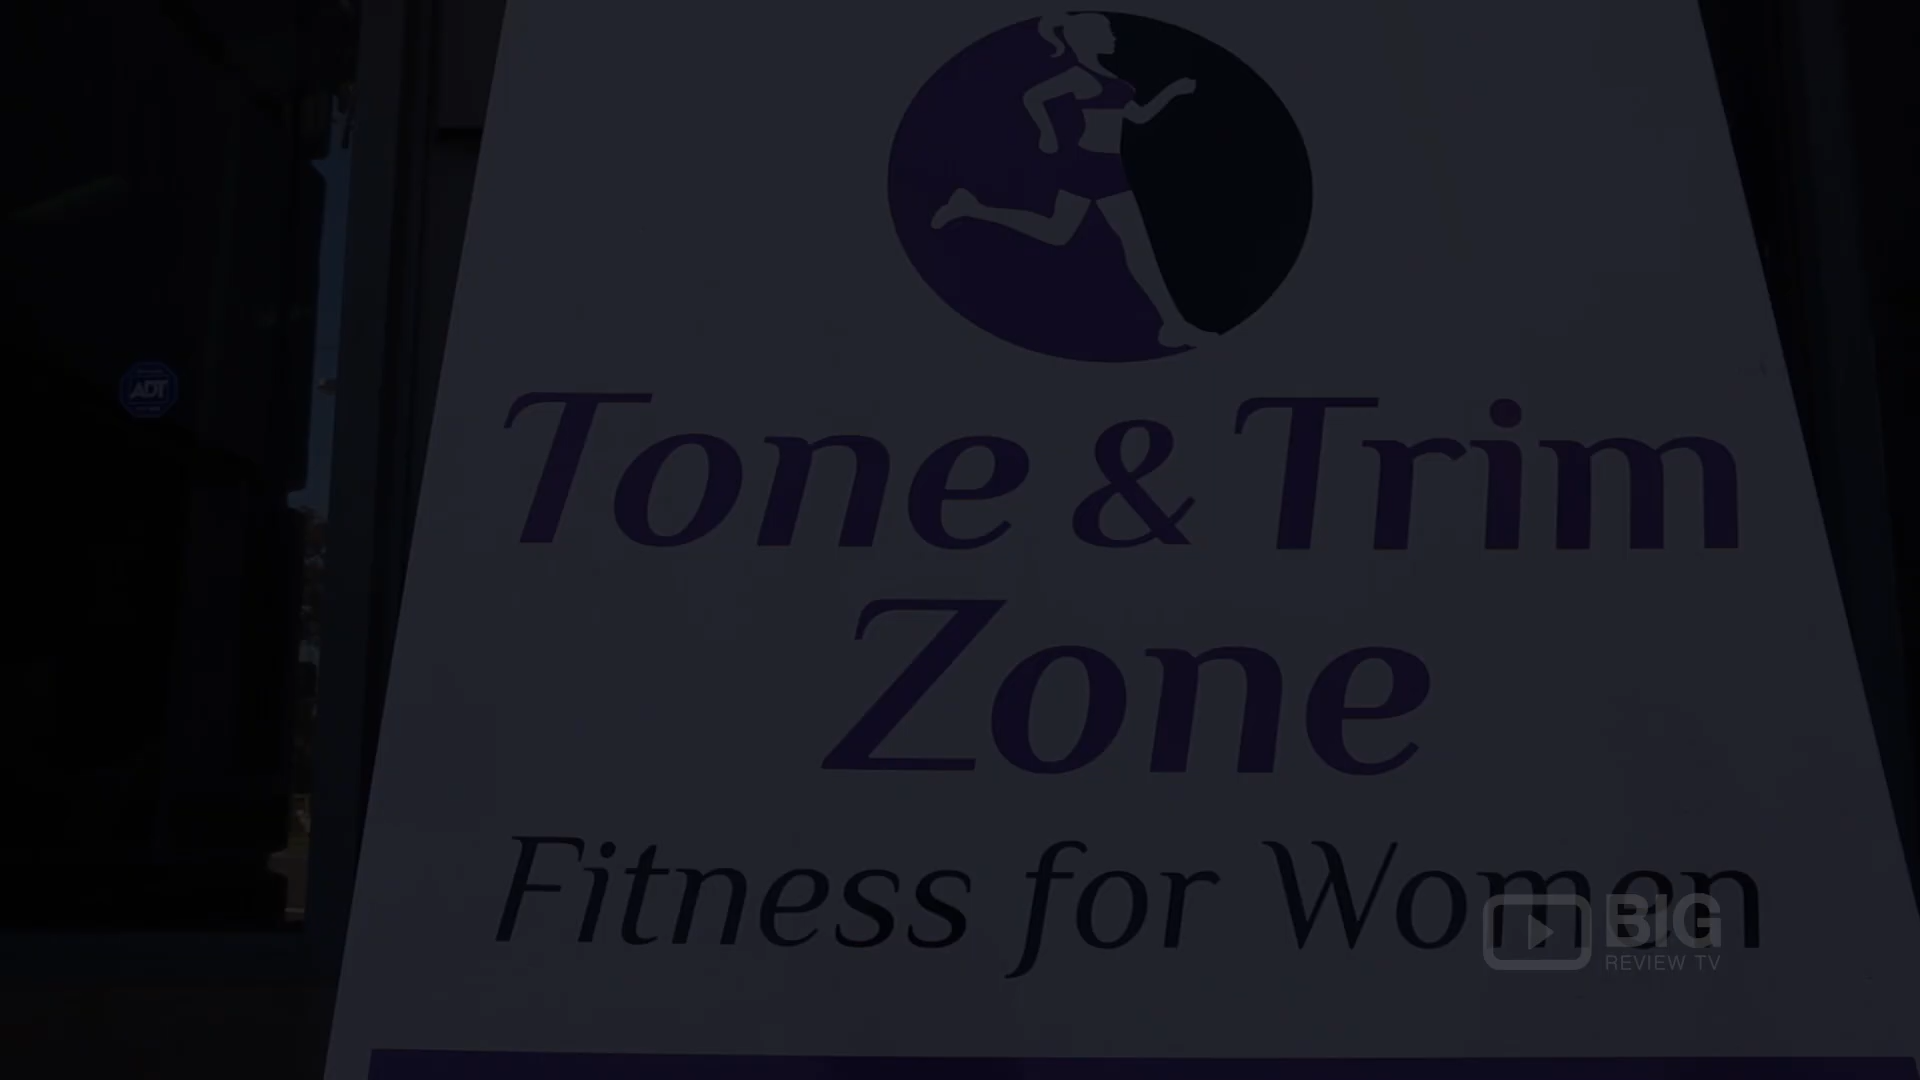 ADT
Tone & Trim
Zone
Fitness for Women
BIG
REVIEW TV